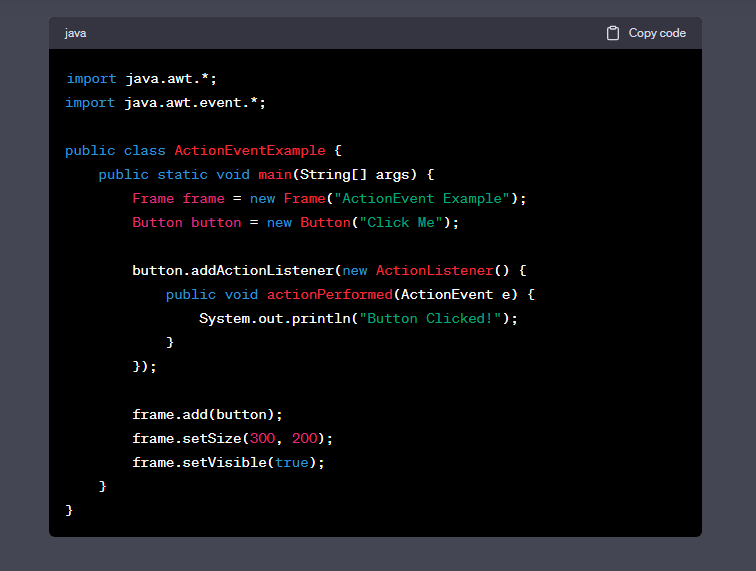 java
Copy code
import java.awt.*;
import java.awt.event.*;
public class ActionEventExample {
public static void main(String[] args) {
Frame frame = new Frame("ActionEvent Example");
Button button = new Button("Click Me");
button.addActionListener(new ActionListener() {
public void actionPerformed(ActionEvent e) {
System.out.println("Button Clicked!");
}
});
frame.add(button);
frame.setSize(300, 200);
frame.setVisible(true);
}
}